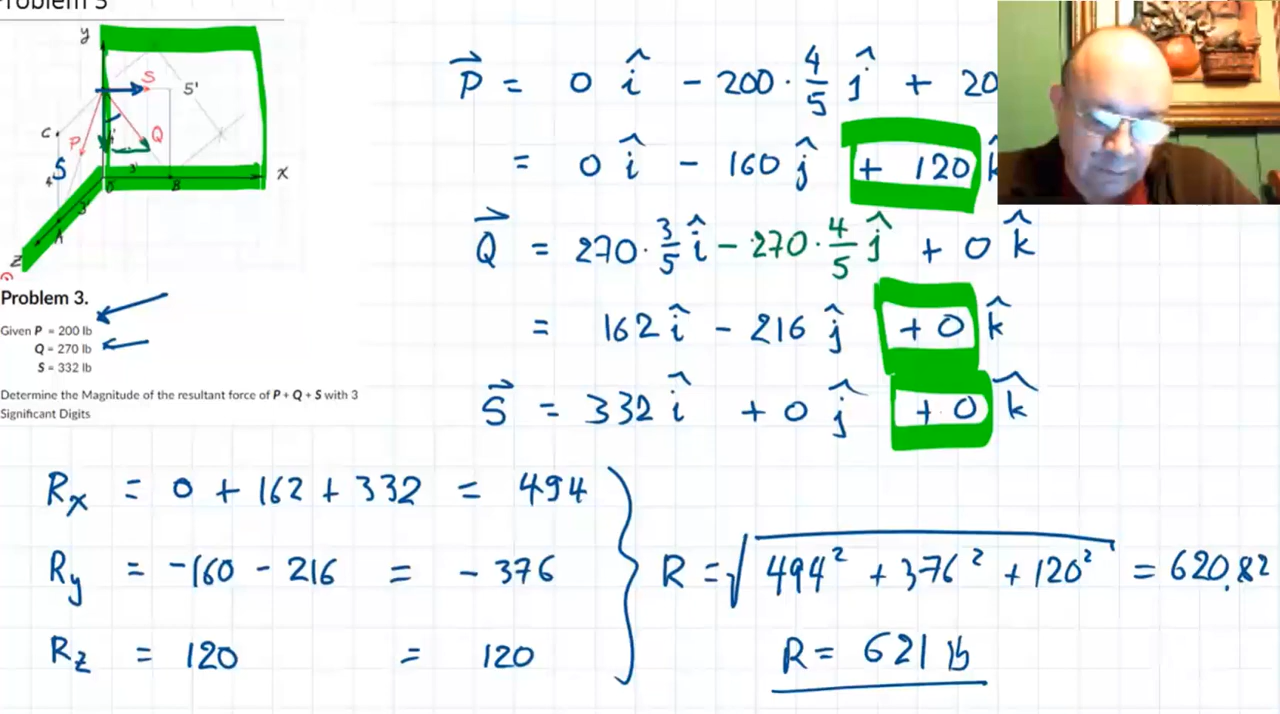 Problem 3
y
S
5'
C
P
Q
S
4'
3'
B
X
3'
A
Z
P⃗ = 0 î − 200 · 4/5 ĵ + 20
= 0 î − 160 ĵ + 120 k
Q⃗ = 270 · 3/5 î − 270 · 4/5 ĵ + 0 k̂
= 162 î − 216 ĵ + 0 k̂
S⃗ = 332 î + 0 ĵ + 0 k̂
Problem 3.
Given P = 200 lb
Q = 270 lb
S = 332 lb
Determine the Magnitude of the resultant force of P + Q + S with 3
Significant Digits
Rx = 0 + 162 + 332 = 494
Ry = -160 - 216 = - 376
Rz = 120 = 120
R = √494² + 376² + 120² = 620.82
R = 621 lb